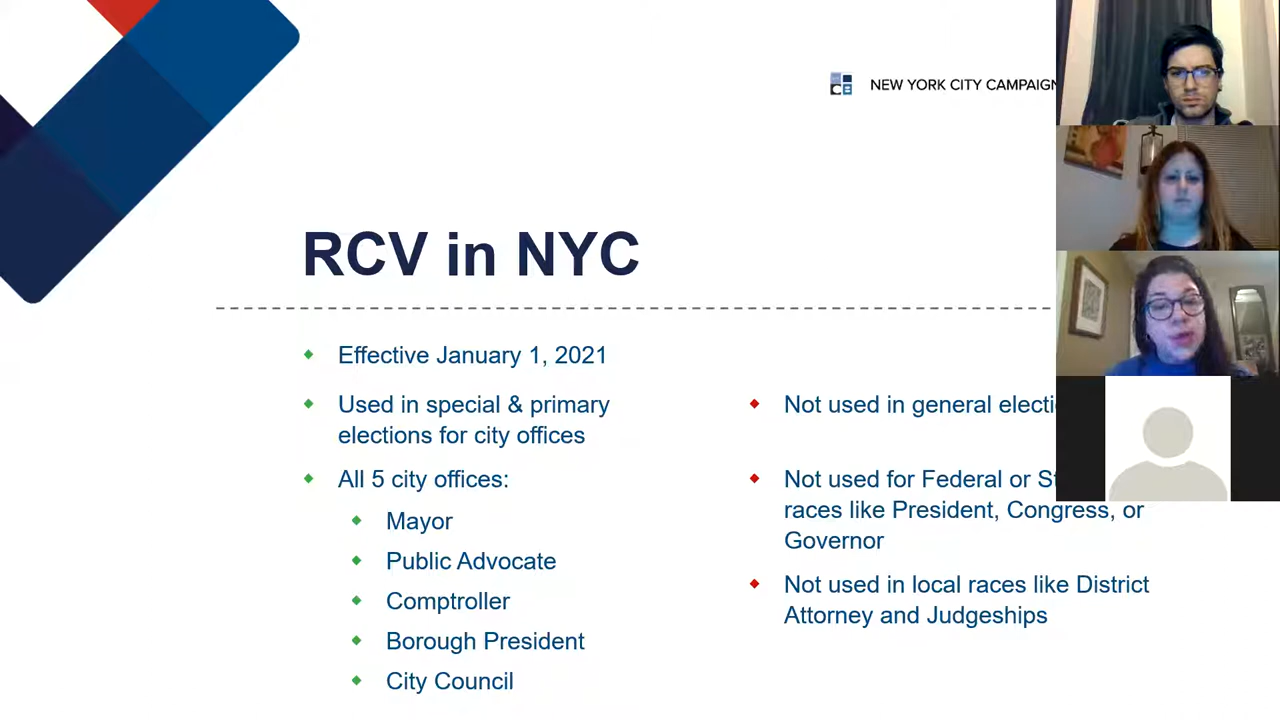 NEW YORK CITY CAMPAIGN
RCV in NYC
Effective January 1, 2021
Used in special & primary
elections for city offices
All 5 city offices:
Mayor
Public Advocate
Comptroller
Borough President
City Council
Not used in general
Not used for Federal or
races like President, Congress, or
Governor
Not used in local races like District
Attorney and Judgeships